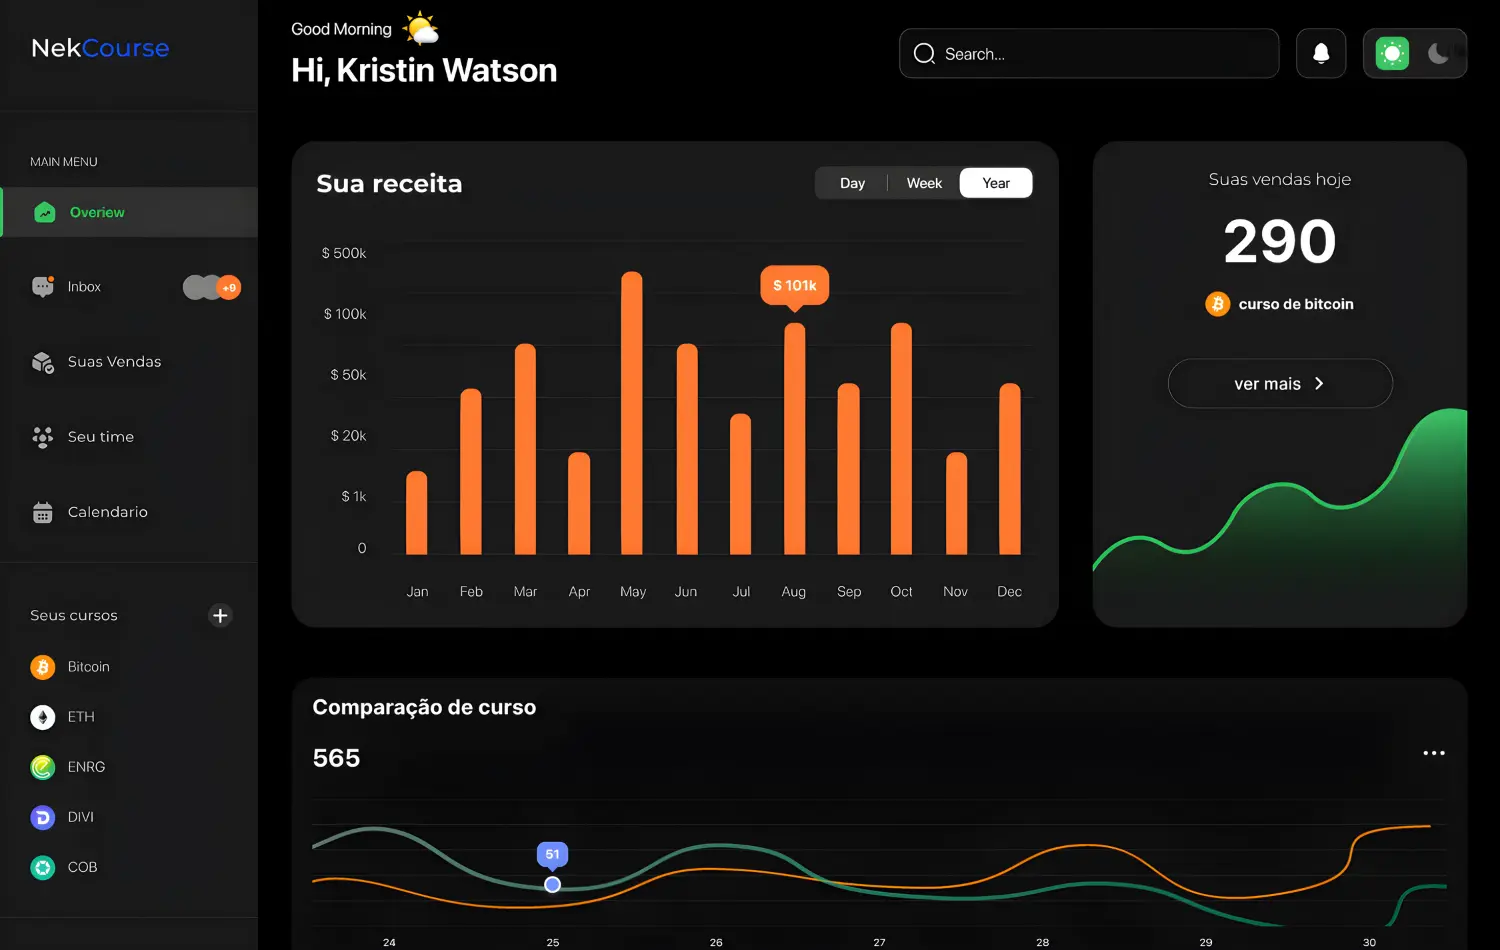 NekCourse
MAIN MENU
Overiew
Inbox
+9
Suas Vendas
Seu time
Calendario
Seus cursos
Bitcoin
ETH
ENRG
DIVI
COB
Good Morning
Hi, Kristin Watson
Search...
Sua receita
Day Week Year
$ 500k
$ 100k
$ 50k
$ 20k
$ 1k
0
$ 101k
Jan Feb Mar Apr May Jun Jul Aug Sep Oct Nov Dec
Suas vendas hoje
290
curso de bitcoin
ver mais
Comparação de curso
565
51
24 25 26 27 28 29 30